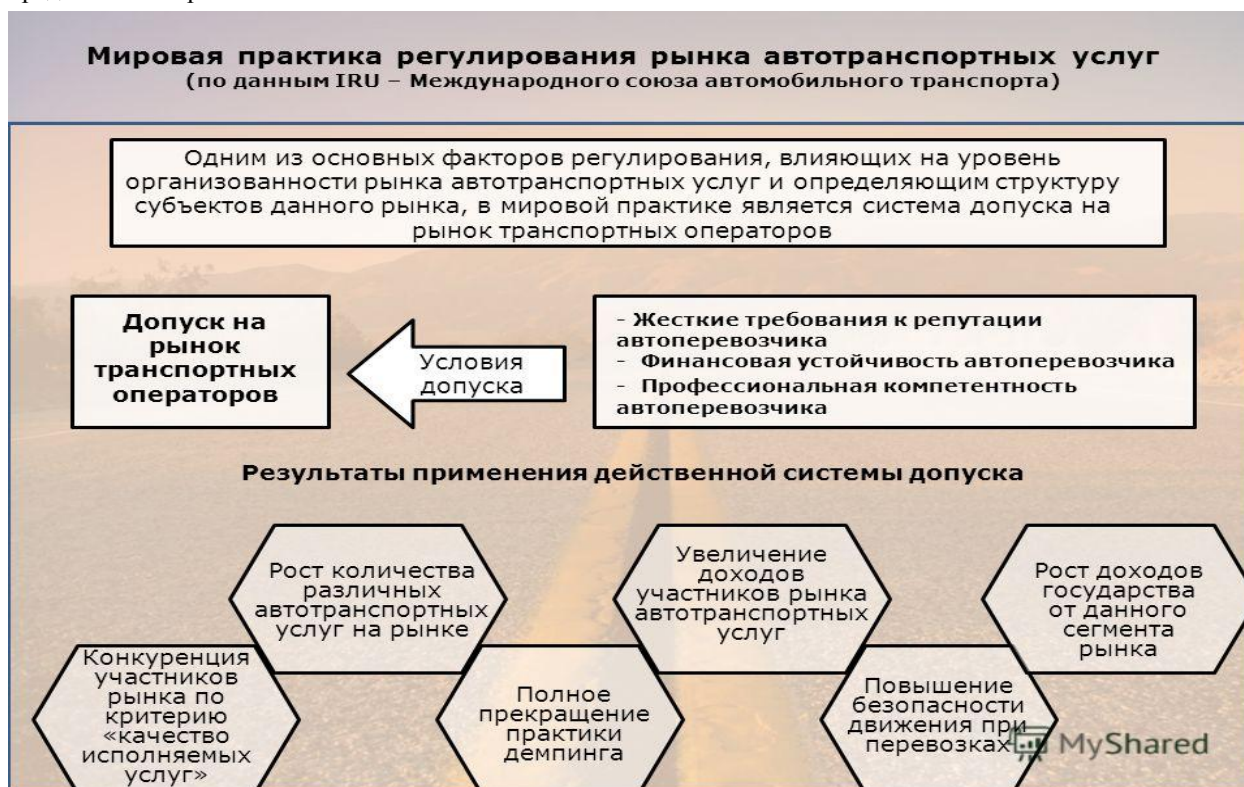 Мировая практика регулирования рынка автотранспортных услуг
(по данным IRU – Международного союза автомобильного транспорта)
Одним из основных факторов регулирования, влияющих на уровень
организованности рынка автотранспортных услуг и определяющим структуру
субъектов данного рынка, в мировой практике является система допуска на
рынок транспортных операторов
Допуск на
рынок
транспортных
операторов
Условия
допуска
- Жесткие требования к репутации
автоперевозчика
- Финансовая устойчивость автоперевозчика
- Профессиональная компетентность
автоперевозчика
Результаты применения действенной системы допуска
Конкуренция
участников
рынка по
критерию
«качество
исполняемых
услуг»
Рост количества
различных
автотранспортных
услуг на рынке
Полное
прекращение
практики
демпинга
Увеличение
доходов
участников рынка
автотранспортных
услуг
Повышение
безопасности
движения при
перевозках
Рост доходов
государства
от данного
сегмента
рынка
MyShared